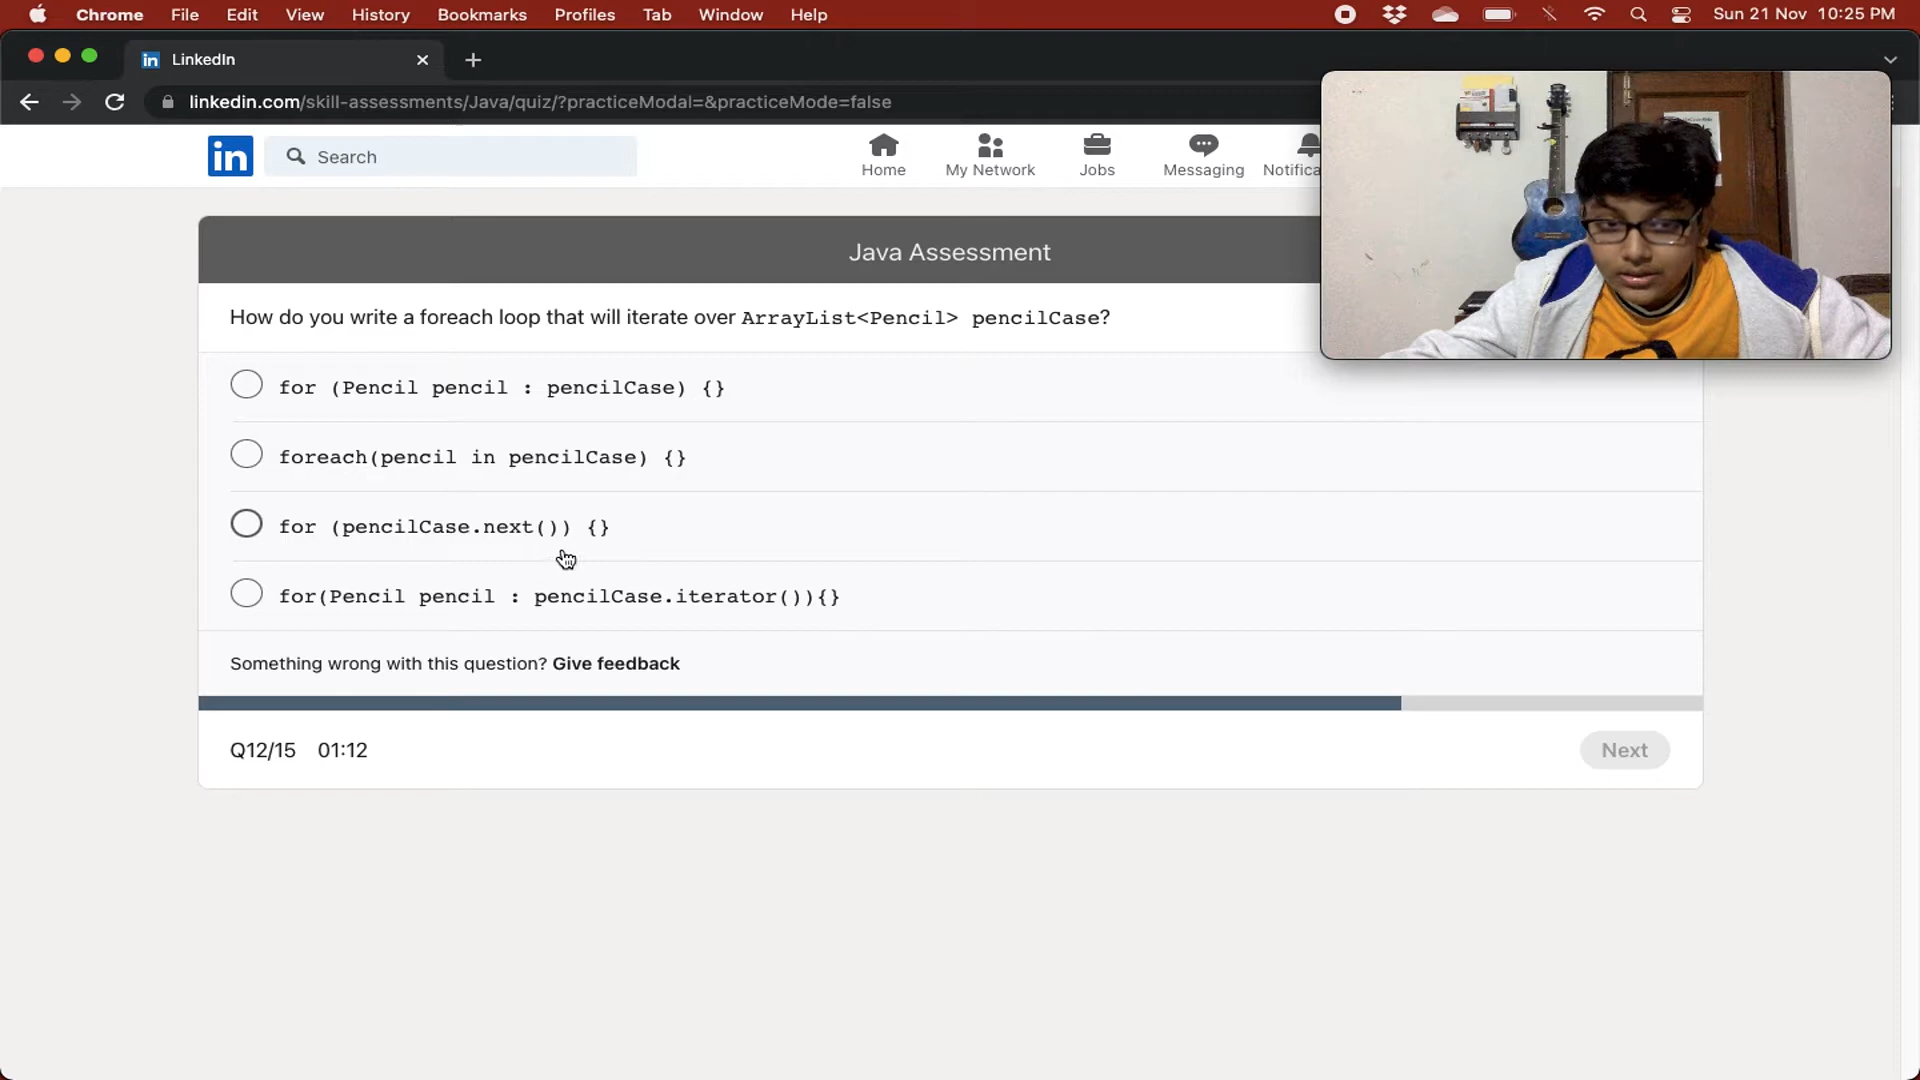 Chrome File Edit View History Bookmarks Profiles Tab Window Help Sun 21 Nov 10:25 PM
in LinkedIn
linkedin.com/skill-assessments/Java/quiz/?practiceModal=&practiceMode=false
in Search Home My Network Jobs Messaging Notifica
Java Assessment
How do you write a foreach loop that will iterate over ArrayList<Pencil> pencilCase?
for (Pencil pencil : pencilCase) {}
foreach(pencil in pencilCase) {}
for (pencilCase.next()) {}
for(Pencil pencil : pencilCase.iterator()){}
Something wrong with this question? Give feedback
Q12/15 01:12 Next